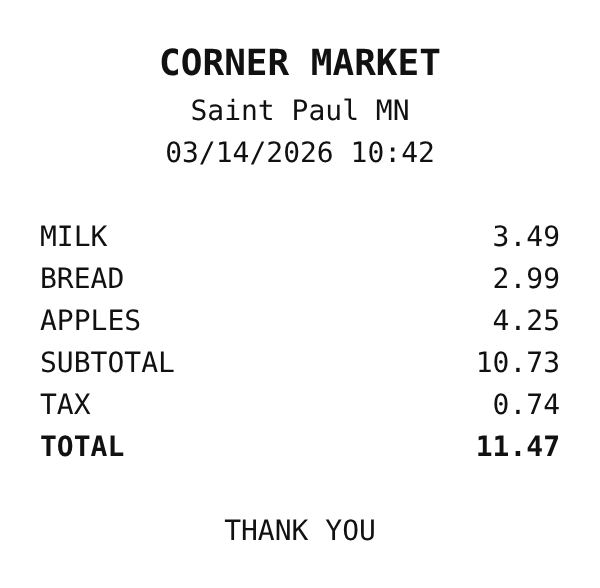 CORNER MARKET
Saint Paul MN
03/14/2026 10:42
MILK 3.49
BREAD 2.99
APPLES 4.25
SUBTOTAL 10.73
TAX 0.74
TOTAL 11.47
THANK YOU